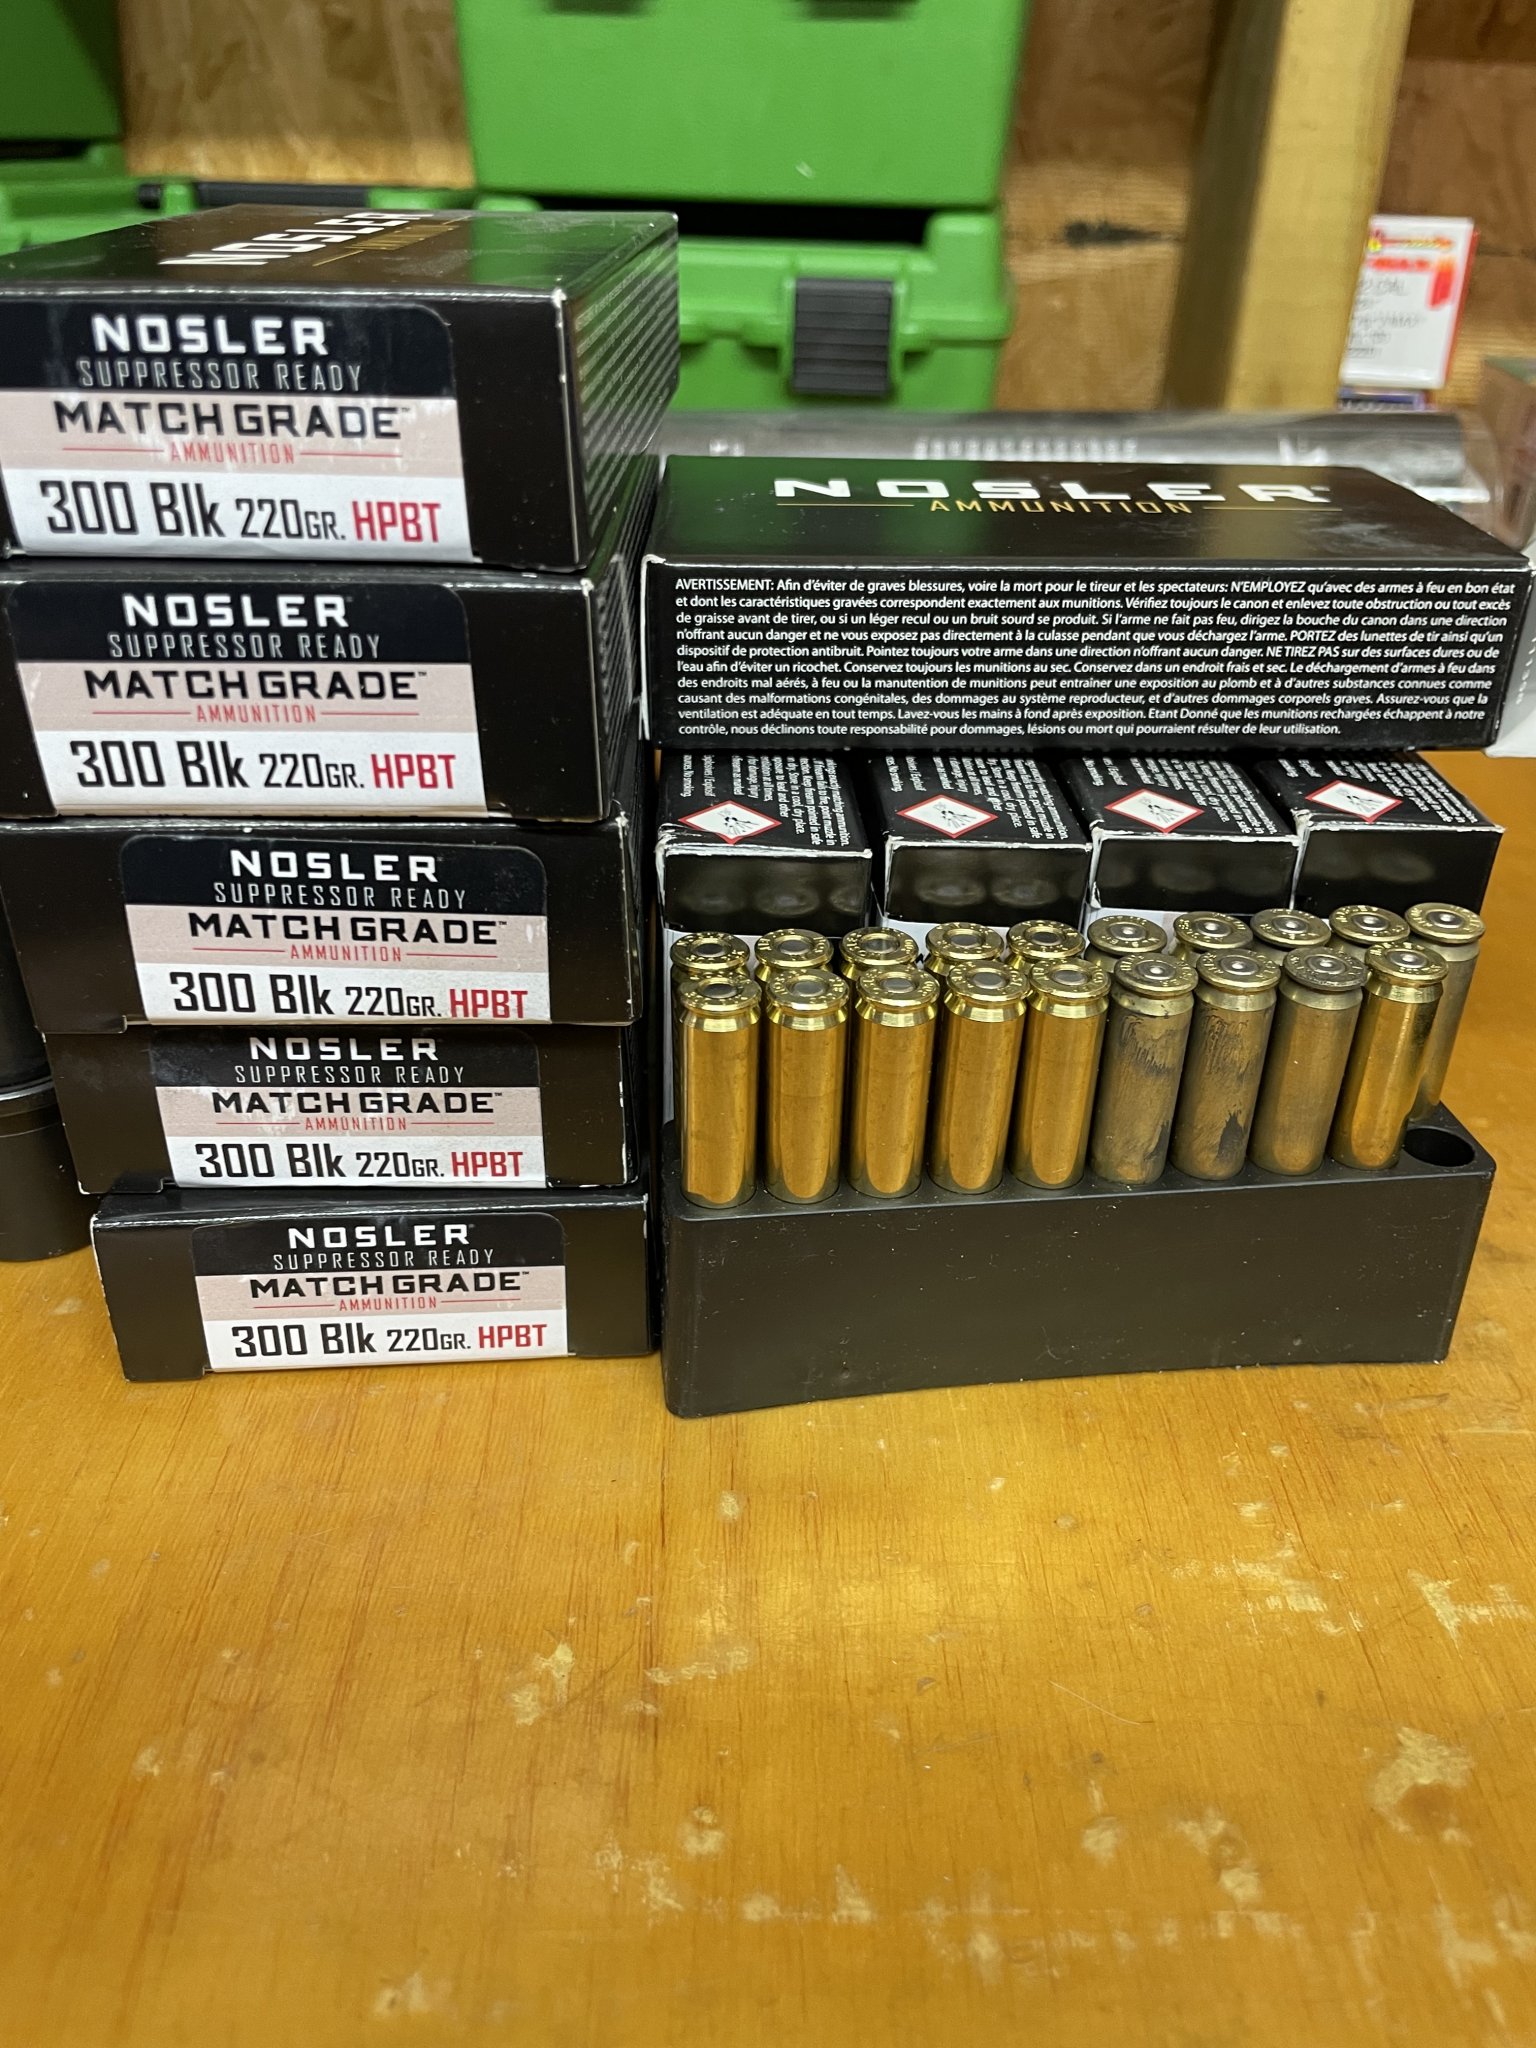 NOSLER
NOSLER
SUPPRESSOR READY
MATCH GRADE™
AMMUNITION
300 Blk 220GR. HPBT
NOSLER
SUPPRESSOR READY
MATCH GRADE™
AMMUNITION
300 Blk 220GR. HPBT
NOSLER
SUPPRESSOR READY
MATCH GRADE™
AMMUNITION
300 Blk 220GR. HPBT
NOSLER
SUPPRESSOR READY
MATCH GRADE™
AMMUNITION
300 Blk 220GR. HPBT
NOSLER
SUPPRESSOR READY
MATCH GRADE™
AMMUNITION
300 Blk 220GR. HPBT
NOSLER
AMMUNITION
AVERTISSEMENT: Afin d'éviter de graves blessures, voire la mort pour le tireur et les spectateurs: N'EMPLOYEZ qu'avec des armes à feu en bon état
et dont les caractéristiques gravées correspondent exactement aux munitions. Vérifiez toujours le canon et enlevez toute obstruction ou tout excès
de graisse avant de tirer, ou si un léger recul ou un bruit sourd se produit. Si l'arme ne fait pas feu, dirigez la bouche du canon dans une direction
n'offrant aucun danger et ne vous exposez pas directement à la culasse pendant que vous déchargez l'arme. PORTEZ des lunettes de tir ainsi qu'un
dispositif de protection antibruit. Pointez toujours votre arme dans une direction n'offrant aucun danger. NE TIREZ PAS sur des surfaces dures ou de
l'eau afin d'éviter un ricochet. Conservez toujours les munitions au sec. Conservez dans un endroit frais et sec. Le déchargement d'armes à feu dans
des endroits mal aérés, à feu ou la manutention de munitions peut entrainer une exposition au plomb et à d'autres substances connues comme
causant des malformations congénitales, des dommages au système reproducteur, et d'autres dommages corporels graves. Assurez-vous que la
ventilation est adéquate en tout temps. Lavez-vous les mains à fond après exposition. Etant Donné que les munitions rechargées échappent à notre
contrôle, nous déclinons toute responsabilité pour dommages, lésions ou mort qui pourraient résulter de leur utilisation.